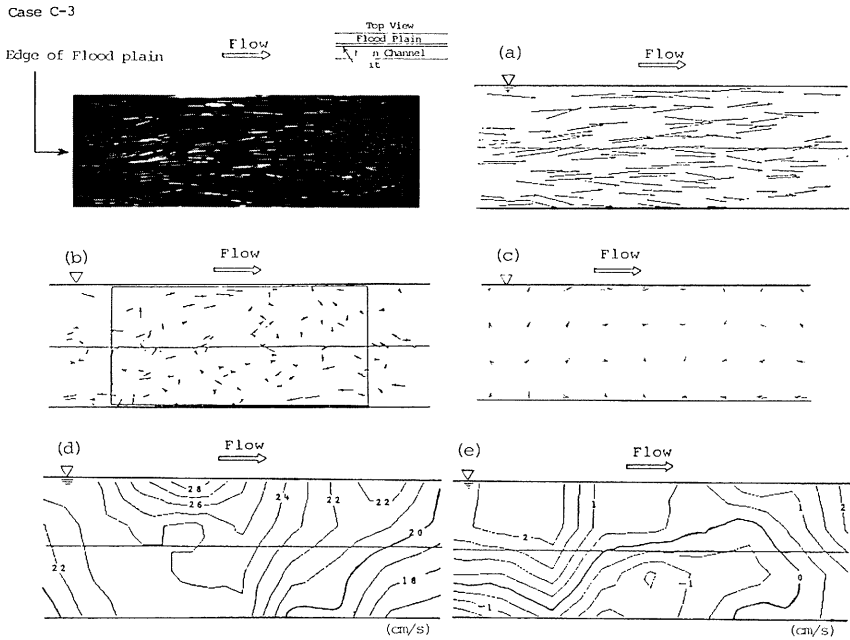 Case C-3
Top View
Flood Plain
Channel
Edge of Flood plain
Flow
(a)
Flow
(b)
Flow
(c)
Flow
(d)
Flow
28
26
24
22
22
20
22
18
(cm/s)
(e)
Flow
1
1
2
2
-1
0
-1
(cm/s)